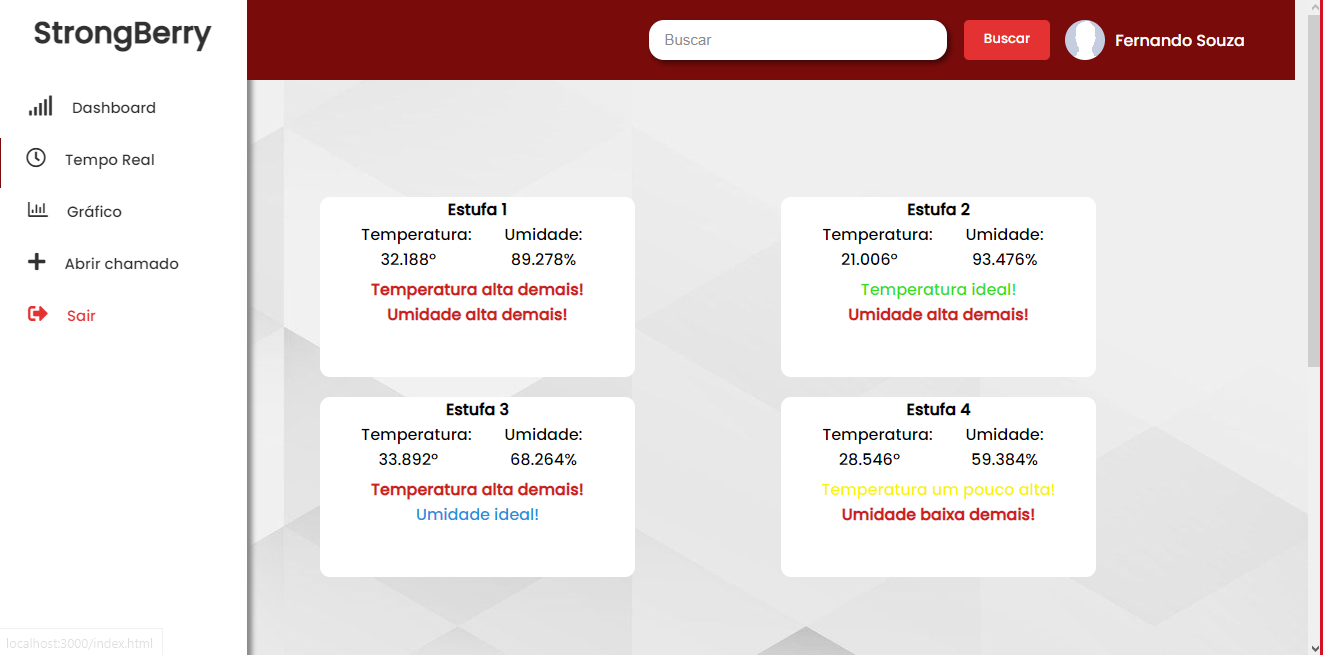 StrongBerry
Buscar
Buscar
Fernando Souza
Dashboard
Tempo Real
Gráfico
Abrir chamado
Sair
Estufa 1
Temperatura: Umidade:
32.188º 89.278%
Temperatura alta demais!
Umidade alta demais!
Estufa 2
Temperatura: Umidade:
21.006º 93.476%
Temperatura ideal!
Umidade alta demais!
Estufa 3
Temperatura: Umidade:
33.892º 68.264%
Temperatura alta demais!
Umidade ideal!
Estufa 4
Temperatura: Umidade:
28.546º 59.384%
Temperatura um pouco alta!
Umidade baixa demais!
localhost:3000/index.html